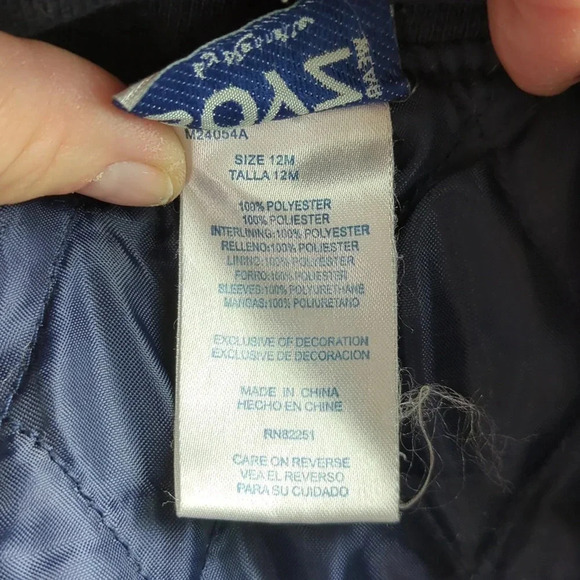 M24054A
SIZE 12M
TALLA 12M
100% POLYESTER
100% POLIESTER
INTERLINING:100% POLYESTER
RELLENO:100% POLIESTER
LINING:100% POLYESTER
FORRO:100% POLIESTER
SLEEVES:100% POLYURETHANE
MANGAS:100% POLIURETANO
EXCLUSIVE OF DECORATION
EXCLUSIVE DE DECORACION
MADE IN CHINA
HECHO EN CHINE
RN82251
CARE ON REVERSE
VEA EL REVERSO
PARA SU CUIDADO